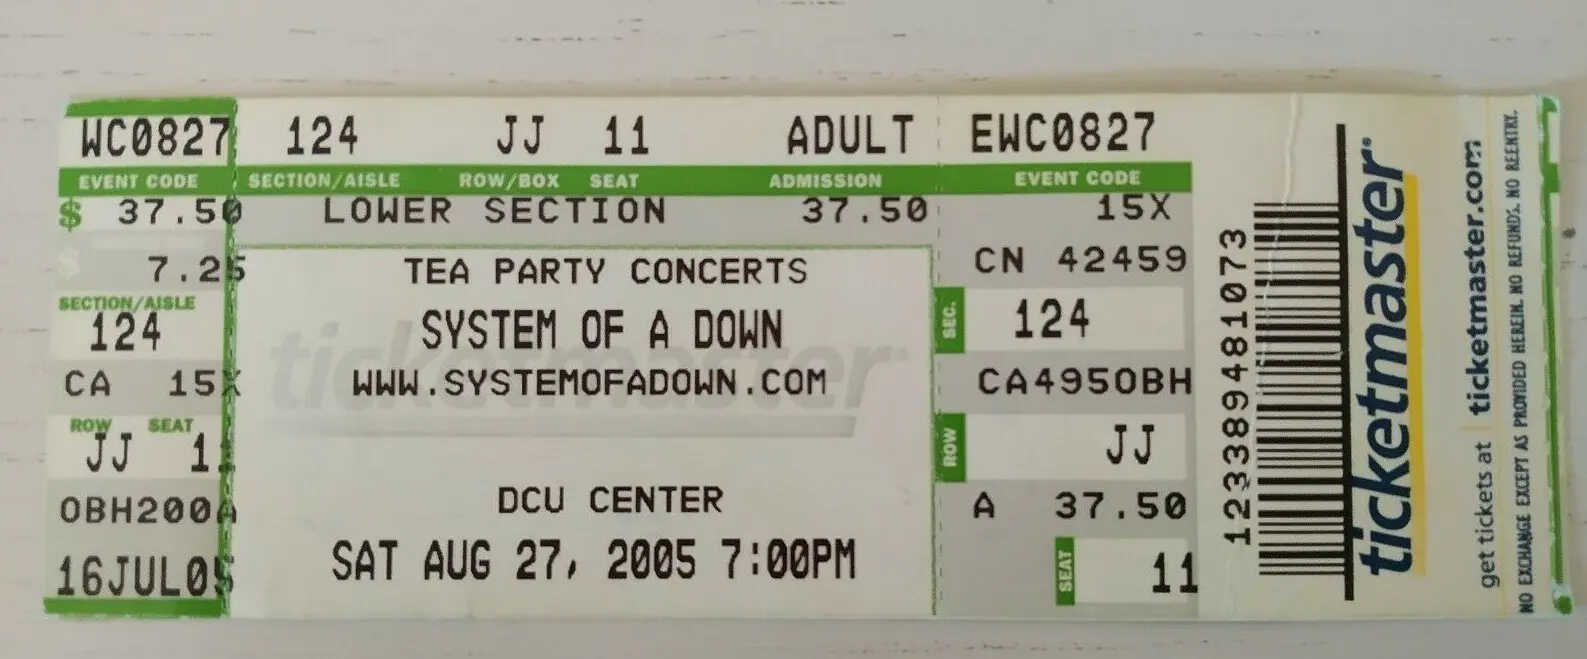 WC0827 124 JJ 11 ADULT EWC0827
EVENT CODE SECTION/AISLE ROW/BOX SEAT ADMISSION EVENT CODE
$ 37.50 LOWER SECTION 37.50 15X
$ 7.25 TEA PARTY CONCERTS CN 42459
SECTION/AISLE
124 SYSTEM OF A DOWN SEC. 124
ticketmaster
CA 15X WWW.SYSTEMOFADOWN.COM CA495OBH
ROW SEAT
JJ 11 ROW JJ
OBH200A DCU CENTER A 37.50
16JUL05 SAT AUG 27, 2005 7:00PM SEAT 11
123389481073
ticketmaster®
get tickets at ticketmaster.com
NO EXCHANGE EXCEPT AS PROVIDED HEREIN. NO REFUNDS. NO REENTRY.